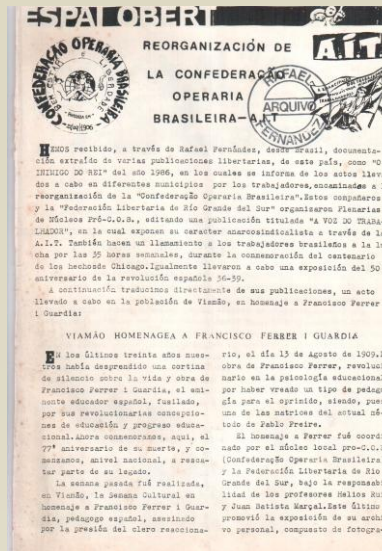 ESPAI OBERT
CONFEDERAÇÃO OPERARIA BRASILEIRA
REORGANIZACIÓN DE
A.I.T.
LA CONFEDERAÇÃO
OPERARIA
BRASILEIRA-A.I.T
RAFAEL
ARQUIVO
FERNANDEZ
HEMOS recibido, a través de Rafael Fernández, desde Brasil, documenta-
ción extraído de varias publicaciones libertarias, de este país, como "O
INIMIGO DO REI" del año 1986, en los cuales se informa de los actos lleva-
dos a cabo en diferentes municipios por los trabajadores, encaminados a
reorganización de la "Confederação Operaria Brasileira". Estos compañeros
y la "Federación Libertaria de Río Grande del Sur" organizaron Plenarias
de Núcleos Pró-C.O.B., editando una publicación titulada "A VOZ DO TRABA-
LHADOR", en la cual exponen su caracter anarcosindicalista a través de la
A.I.T. También hacen un llamamiento a los trabajadores brasileños a la lu-
cha por las 35 horas semanales, durante la conmemoración del centenario
de los hechos de Chicago. Igualmente llevaron a cabo una exposición del 50
aniversario de la revolución española 36-39.
A continuación traducimos directamente de sus publicaciones, un acto
llevado a cabo en la población de Viamão, en homenaje a Francisco Ferrer
i Guardia:
VIAMÃO HOMENAGEA A FRANCISCO FERRER I GUARDIA
EN los últimos treinta años nues-
tros había desprendido una cortina
de silencio sobre la vida y obra de
Francisco Ferrer i Guardia, el emi-
nente educador español, fusilado,
por sus revolucionarias concepcio-
nes de educación y progreso educa-
cional. Ahora conmemoramos, aquí, el
77º aniversario de su muerte, y co-
menzamos, anivel nacional, a resca-
tar parte de su legado.
La semana pasada fué realizada,
en Viamão, la Semana Cultural en
homenaje a Francisco Ferrer i Guar-
dia, pedagogo español, asesinado
por la presión del clero reacciona-
rio, el día 13 de Agosto de 1909.
obra de Francisco Ferrer, revoluci
nario en la psicología educacional
por haber creado un tipo de pedago
gía para el oprimido, siendo, pues
una de las matrices del actual mé-
todo de Pablo Freire.
El homenaje a Ferrer fué coordi
nado por el núcleo local pro-C.O.B
(Confederação Operaria Brasileira
y la Federación Libertaria de Rio
Grande del Sur, bajo la responsabi
lidad de los profesores Helios
y Juan Batista Marçal. Este último
promovió la exposición de su archi
vo personal, compuesto de fotogra-